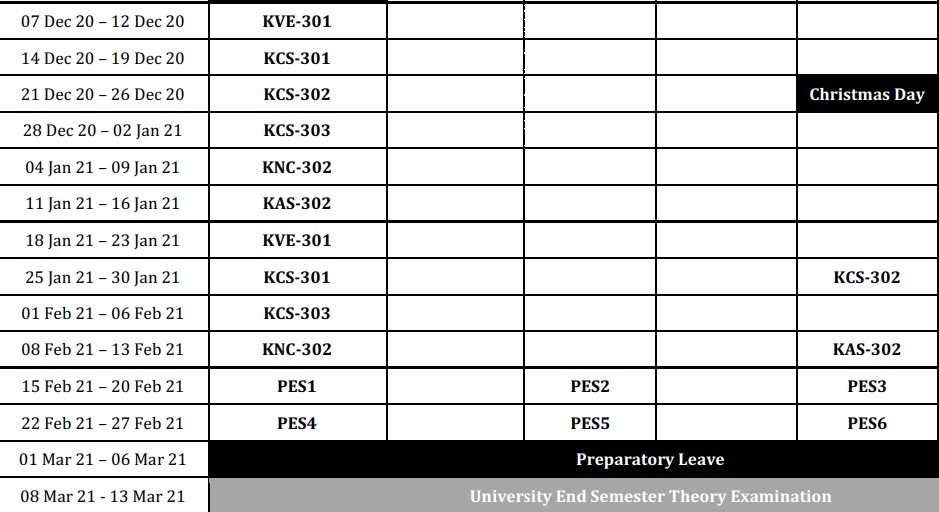 07 Dec 20 – 12 Dec 20 KVE-301
14 Dec 20 – 19 Dec 20 KCS-301
21 Dec 20 – 26 Dec 20 KCS-302 Christmas Day
28 Dec 20 – 02 Jan 21 KCS-303
04 Jan 21 – 09 Jan 21 KNC-302
11 Jan 21 – 16 Jan 21 KAS-302
18 Jan 21 – 23 Jan 21 KVE-301
25 Jan 21 – 30 Jan 21 KCS-301 KCS-302
01 Feb 21 – 06 Feb 21 KCS-303
08 Feb 21 – 13 Feb 21 KNC-302 KAS-302
15 Feb 21 – 20 Feb 21 PES1 PES2 PES3
22 Feb 21 – 27 Feb 21 PES4 PES5 PES6
01 Mar 21 – 06 Mar 21 Preparatory Leave
08 Mar 21 - 13 Mar 21 University End Semester Theory Examination